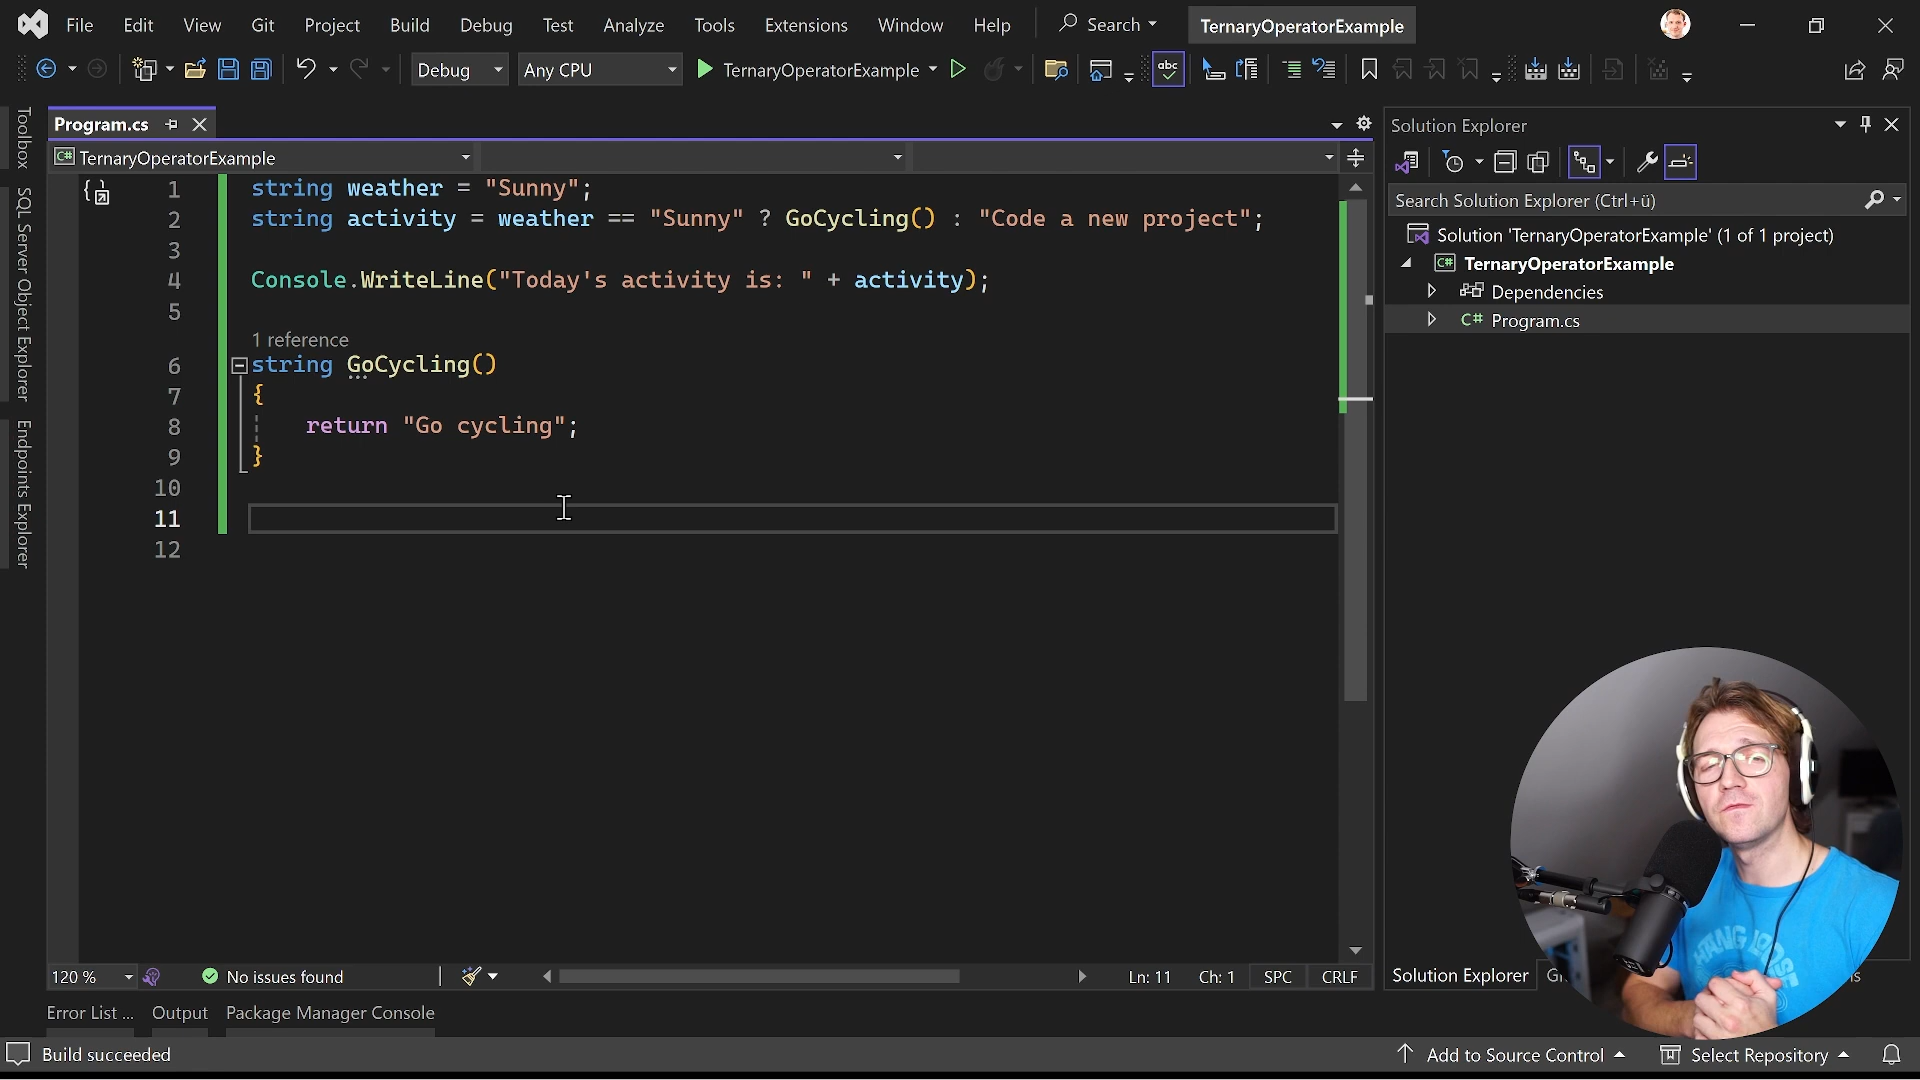 File Edit View Git Project Build Debug Test Analyze Tools Extensions Window Help Search TernaryOperatorExample
Debug Any CPU TernaryOperatorExample abc
Toolbox
SQL Server Object Explorer
Endpoints Explorer
Program.cs
C# TernaryOperatorExample
1 string weather = "Sunny";
2 string activity = weather == "Sunny" ? GoCycling() : "Code a new project";
3
4 Console.WriteLine("Today's activity is: " + activity);
5
1 reference
6 string GoCycling()
7 {
8 return "Go cycling";
9 }
10
11
12
120 % No issues found Ln: 11 Ch: 1 SPC CRLF
Error List ... Output Package Manager Console
Solution Explorer
Search Solution Explorer (Ctrl+ü)
Solution 'TernaryOperatorExample' (1 of 1 project)
C# TernaryOperatorExample
Dependencies
C# Program.cs
Solution Explorer
Build succeeded Add to Source Control Select Repository